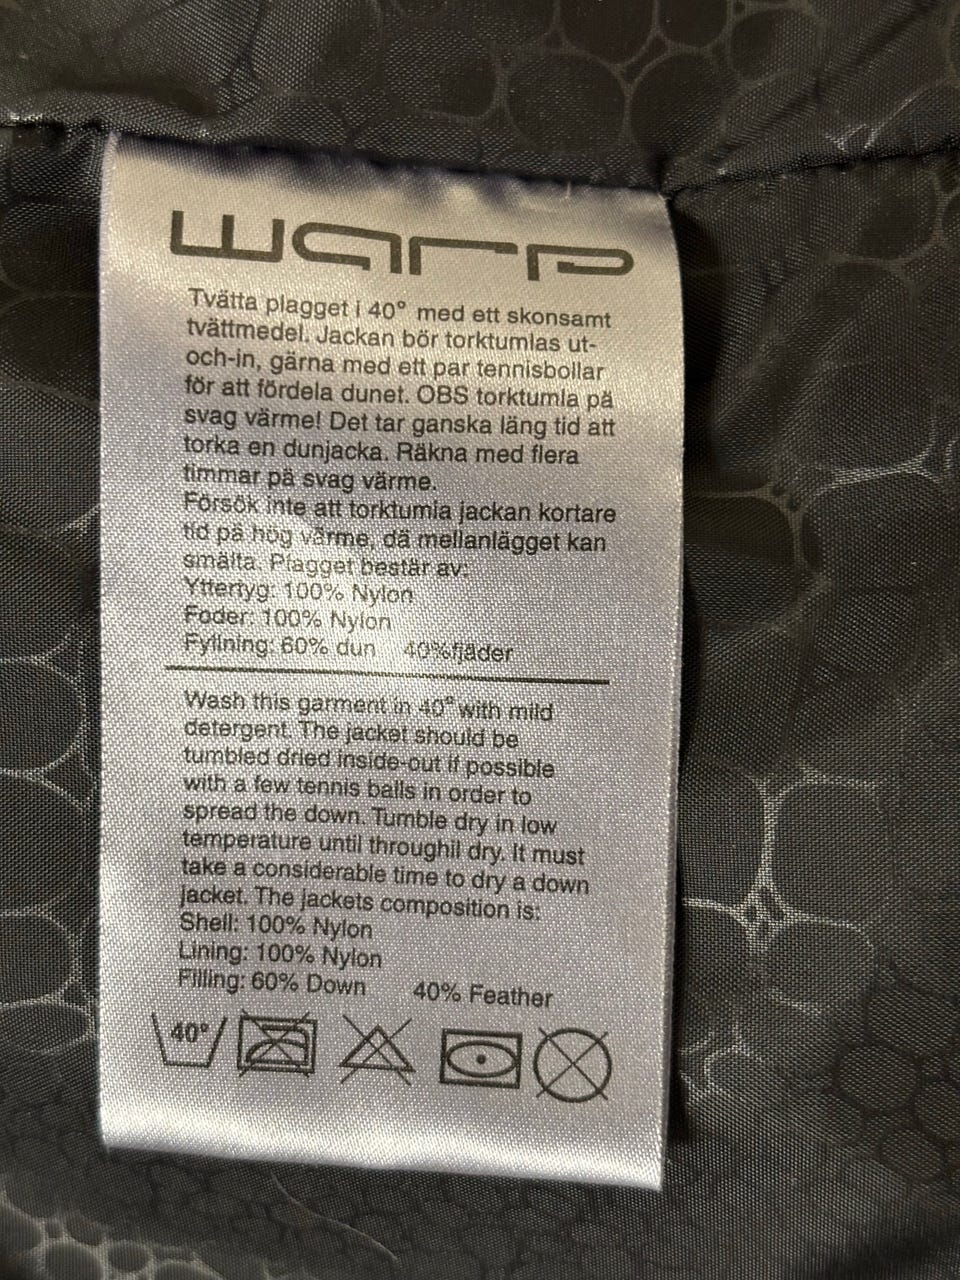 warp
Tvätta plagget i 40° med ett skonsamt
tvättmedel. Jackan bör torktumlas ut-
och-in, gärna med ett par tennisbollar
för att fördela dunet. OBS torktumla pä
svag värme! Det tar ganska läng tid att
torka en dunjacka. Räkna med flera
timmar pä svag värme.
Försök inte att torktumla jackan kortare
tid pä hög värme, dä mellanlägget kan
smälta. Plagget bestär av:
Yttertyg: 100% Nylon
Foder: 100% Nylon
Fyllning: 60% dun 40%fjäder
Wash this garment in 40° with mild
detergent. The jacket should be
tumbled dried inside-out if possible
with a few tennis balls in order to
spread the down. Tumble dry in low
temperature until throughil dry. It must
take a considerable time to dry a down
jacket. The jackets composition is:
Shell: 100% Nylon
Lining: 100% Nylon
Filling: 60% Down 40% Feather
40°